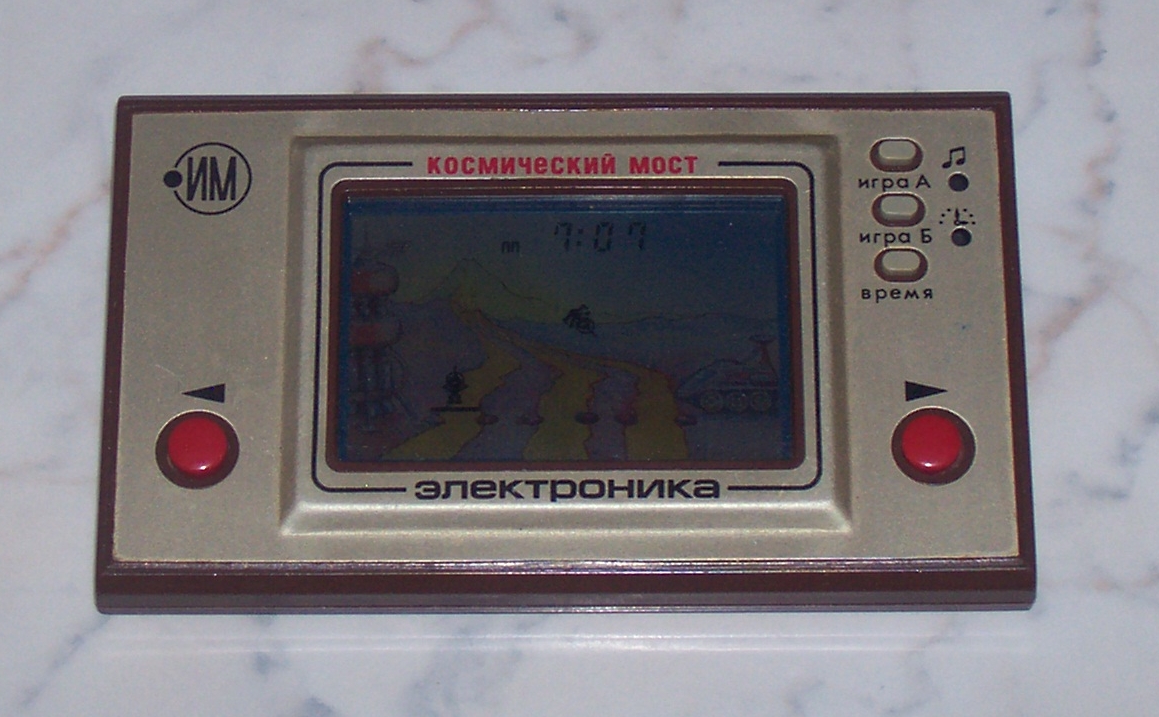 ИМ
космический мост
игра А
игра Б
время
7:07
электроника